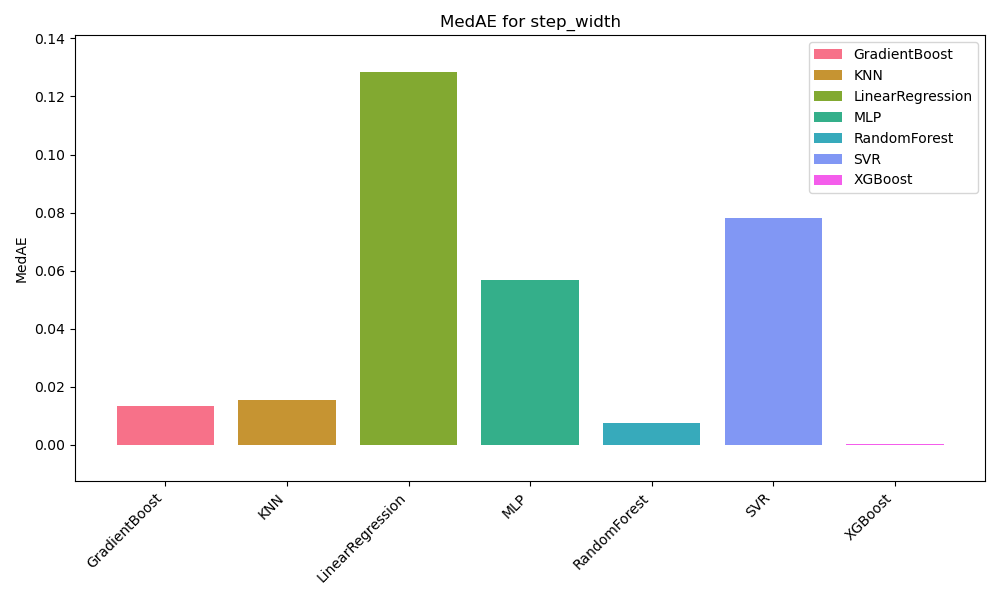 MedAE for step_width
MedAE
0.14
0.12
0.10
0.08
0.06
0.04
0.02
0.00
GradientBoost
KNN
LinearRegression
MLP
RandomForest
SVR
XGBoost
GradientBoost
KNN
LinearRegression
MLP
RandomForest
SVR
XGBoost